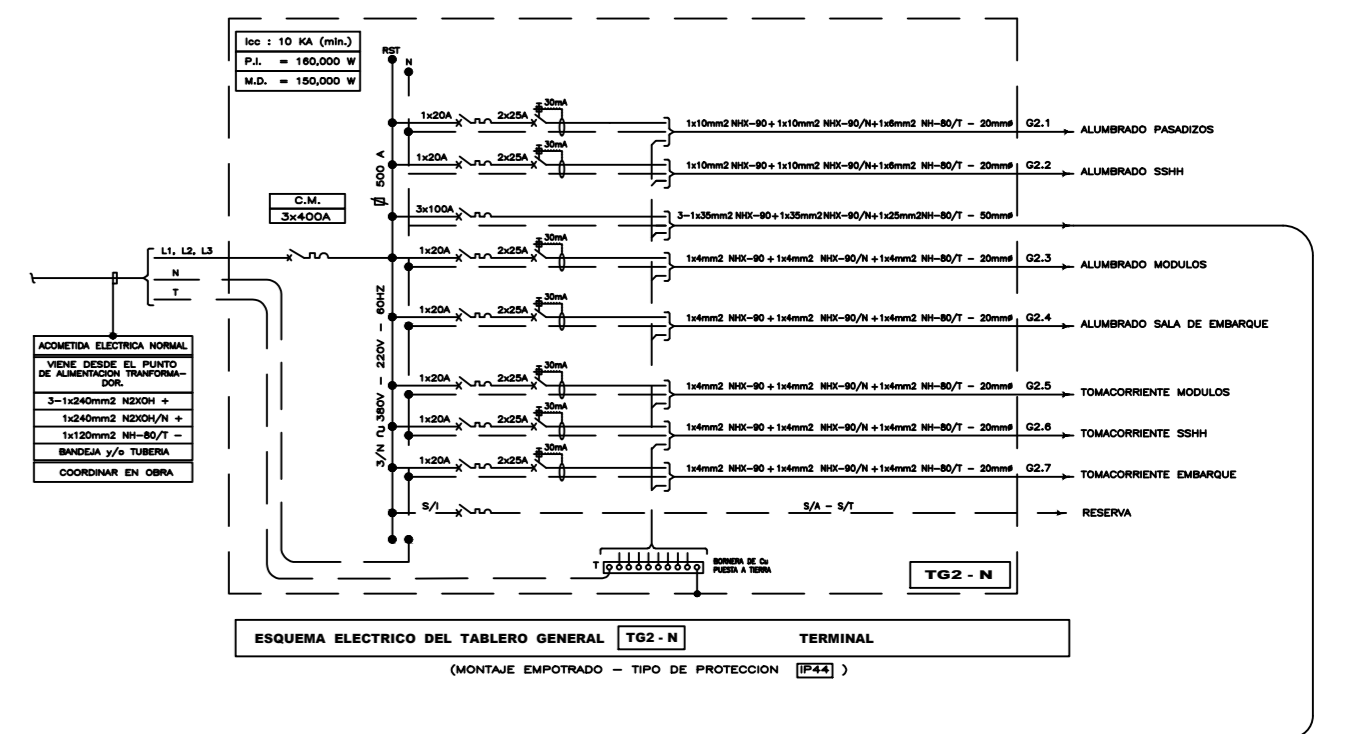 Icc : 10 KA (min.)
P.I. = 160,000 W
M.D. = 150,000 W
RST
N
30mA
1x20A 2x25A
1x10mm2 NHX-90+1x10mm2 NHX-90/N+1x6mm2 NH-80/T - 20mmø G2.1
ALUMBRADO PASADIZOS
30mA
1x20A 2x25A
1x10mm2 NHX-90+1x10mm2 NHX-90/N+1x6mm2 NH-80/T - 20mmø G2.2
ALUMBRADO SSHH
500 A
C.M.
3x400A
3x100A
3-1x35mm2 NHX-90+1x35mm2NHX-90/N+1x25mm2NH-80/T - 50mmø
L1, L2, L3
N
T
30mA
1x20A 2x25A
1x4mm2 NHX-90 + 1x4mm2 NHX-90/N +1x4mm2 NH-80/T - 20mmø G2.3
ALUMBRADO MODULOS
30mA
1x20A 2x25A
1x4mm2 NHX-90 + 1x4mm2 NHX-90/N +1x4mm2 NH-80/T - 20mmø G2.4
ALUMBRADO SALA DE EMBARQUE
3/N 380V - 220V - 60HZ
ACOMETIDA ELECTRICA NORMAL
VIENE DESDE EL PUNTO
DE ALIMENTACION TRANFORMA-
DOR.
3-1x240mm2 N2XOH +
1x240mm2 N2XOH/N +
1x120mm2 NH-80/T -
BANDEJA y/o TUBERIA
COORDINAR EN OBRA
30mA
1x20A 2x25A
1x4mm2 NHX-90 + 1x4mm2 NHX-90/N +1x4mm2 NH-80/T - 20mmø G2.5
TOMACORRIENTE MODULOS
30mA
1x20A 2x25A
1x4mm2 NHX-90 + 1x4mm2 NHX-90/N +1x4mm2 NH-80/T - 20mmø G2.6
TOMACORRIENTE SSHH
30mA
1x20A 2x25A
1x4mm2 NHX-90 + 1x4mm2 NHX-90/N +1x4mm2 NH-80/T - 20mmø G2.7
TOMACORRIENTE EMBARQUE
S/I
S/A - S/T
RESERVA
T
BORNERA DE Cu
PUESTA A TIERRA
TG2 - N
ESQUEMA ELECTRICO DEL TABLERO GENERAL TG2 - N TERMINAL
(MONTAJE EMPOTRADO - TIPO DE PROTECCION IP44 )